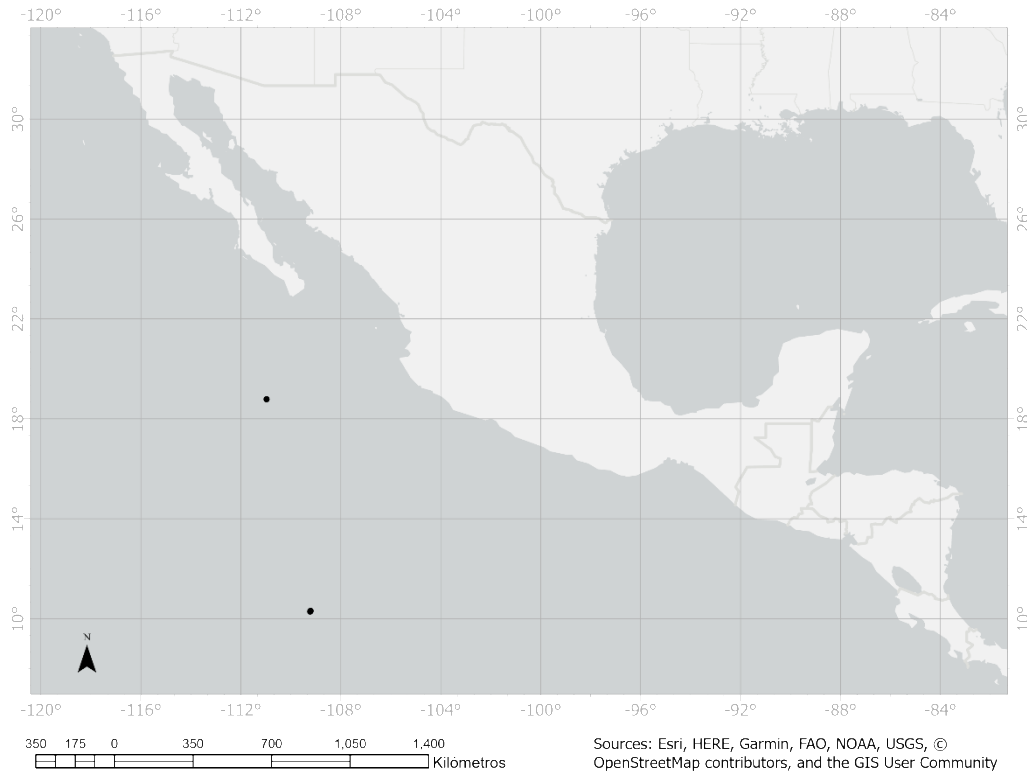 -120° -116° -112° -108° -104° -100° -96° -92° -88° -84°
30° 30°
26° 26°
22° 22°
18° 18°
14° 14°
10° 10°
N
-120° -116° -112° -108° -104° -100° -96° -92° -88° -84°
350 175 0 350 700 1,050 1,400
Kilómetros
Sources: Esri, HERE, Garmin, FAO, NOAA, USGS, ©
OpenStreetMap contributors, and the GIS User Community